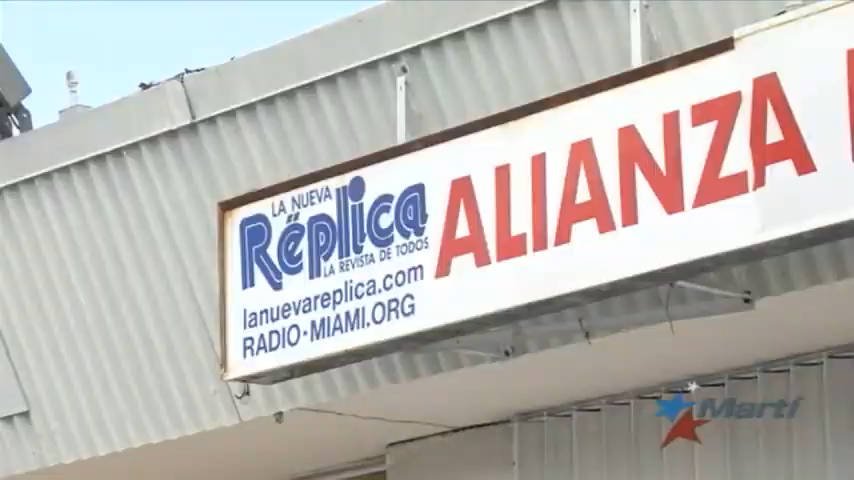 LA NUEVA
Réplica
LA REVISTA DE TODOS
lanuevareplica.com
RADIO-MIAMI.ORG
ALIANZA
Martí